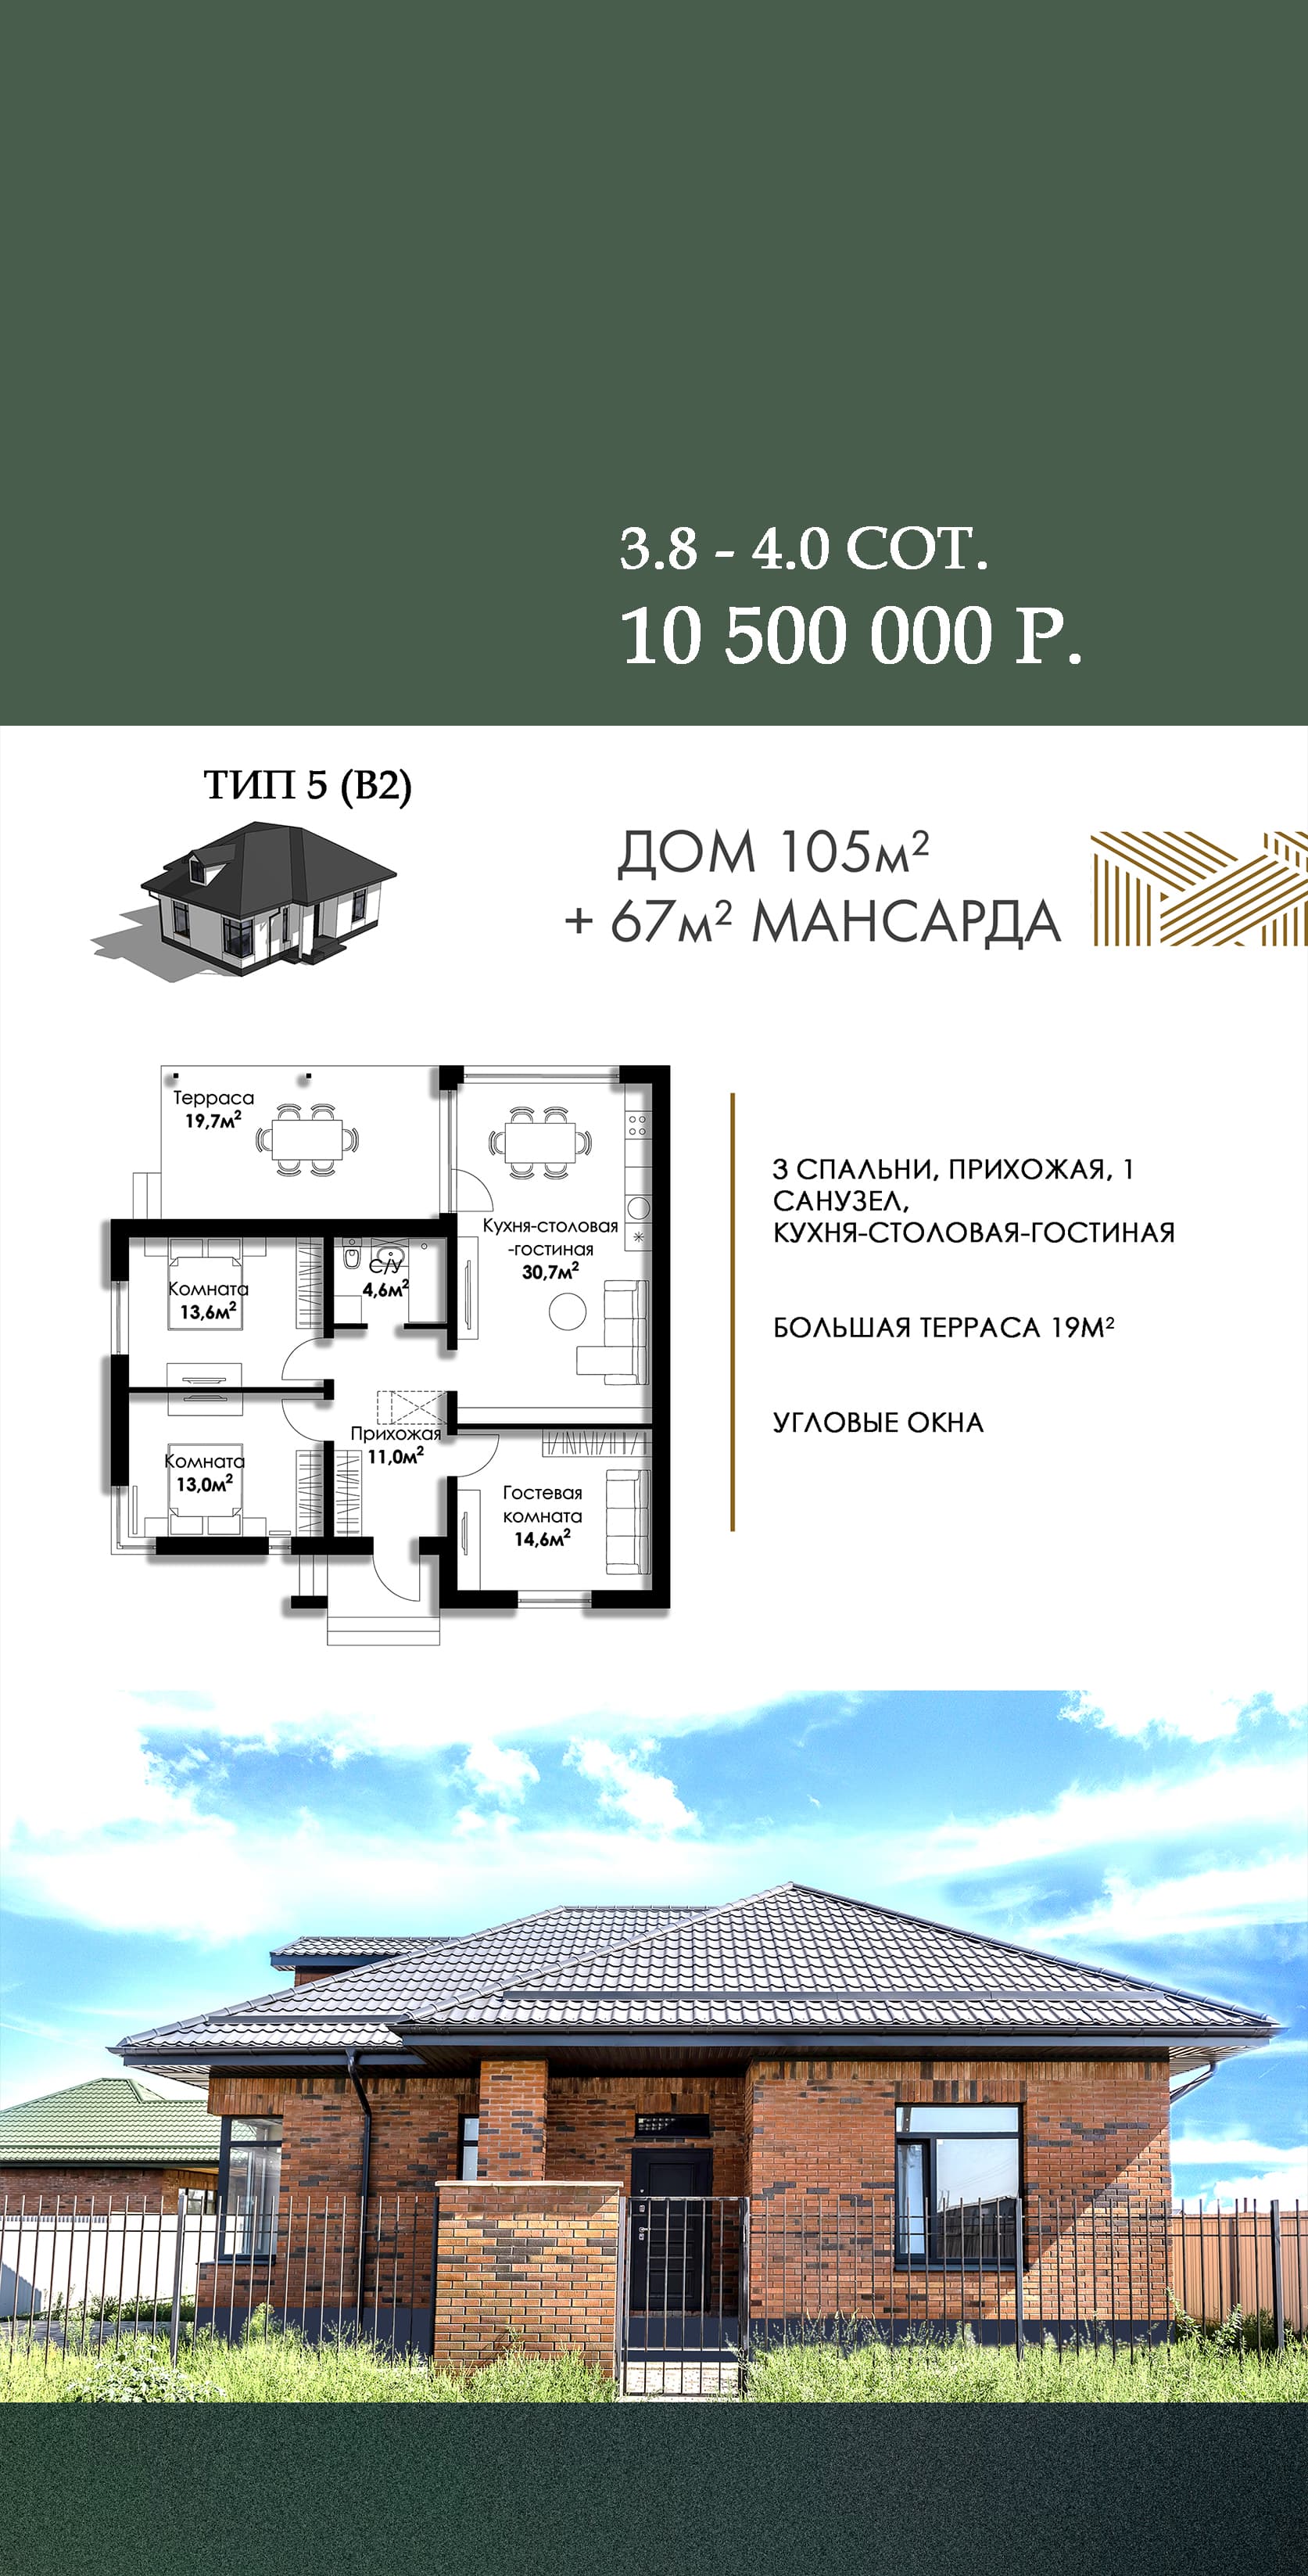 3.8 - 4.0 СОТ.
10 500 000 Р.
ТИП 5 (В2)
ДОМ 105м²
+ 67м² МАНСАРДА
Терраса
19,7м²
Кухня-столовая
-гостиная
30,7м²
С/У
4,6м²
Комната
13,6м²
Прихожая
11,0м²
Комната
13,0м²
Гостевая
комната
14,6м²
3 СПАЛЬНИ, ПРИХОЖАЯ, 1
САНУЗЕЛ,
КУХНЯ-СТОЛОВАЯ-ГОСТИНАЯ
БОЛЬШАЯ ТЕРРАСА 19М²
УГЛОВЫЕ ОКНА